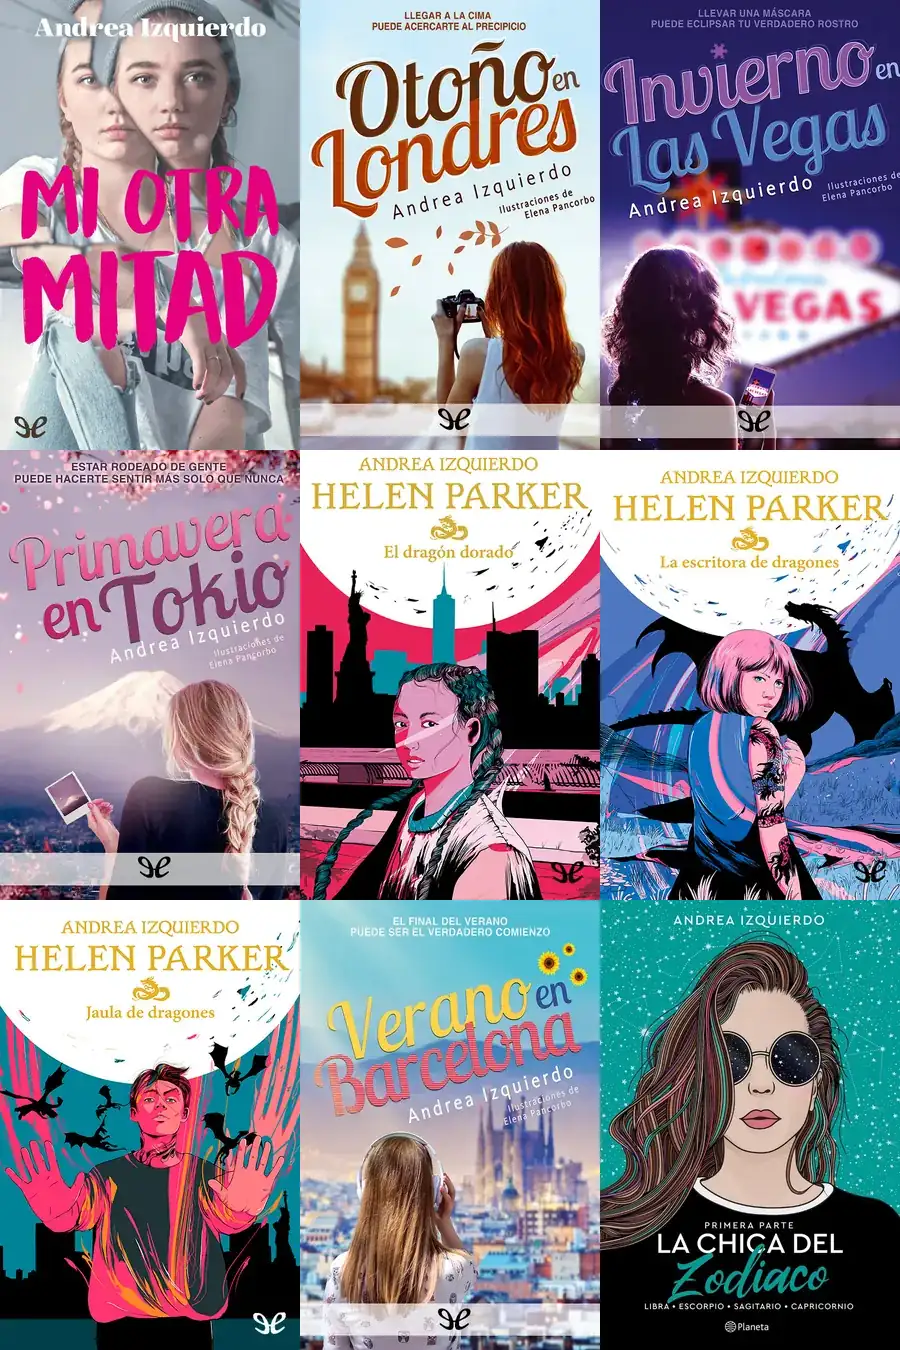 Andrea Izquierdo
MI OTRA
MITAD
LLEGAR A LA CIMA
PUEDE ACERCARTE AL PRECIPICIO
Otoño en
Londres
Andrea Izquierdo
Ilustraciones de
Elena Pancorbo
LLEVAR UNA MÁSCARA
PUEDE ECLIPSAR TU VERDADERO ROSTRO
Invierno en
Las Vegas
Andrea Izquierdo
Ilustraciones de
Elena Pancorbo
VEGAS
ESTAR RODEADO DE GENTE
PUEDE HACERTE SENTIR MÁS SOLO QUE NUNCA
Primavera
en Tokio
Andrea Izquierdo
Ilustraciones de
Elena Pancorbo
ANDREA IZQUIERDO
HELEN PARKER
El dragón dorado
ANDREA IZQUIERDO
HELEN PARKER
La escritora de dragones
ANDREA IZQUIERDO
HELEN PARKER
Jaula de dragones
EL FINAL DEL VERANO
PUEDE SER EL VERDADERO COMIENZO
Verano en
Barcelona
Andrea Izquierdo
Ilustraciones de
Elena Pancorbo
ANDREA IZQUIERDO
PRIMERA PARTE
LA CHICA DEL
Zodiaco
LIBRA • ESCORPIO • SAGITARIO • CAPRICORNIO
Planeta